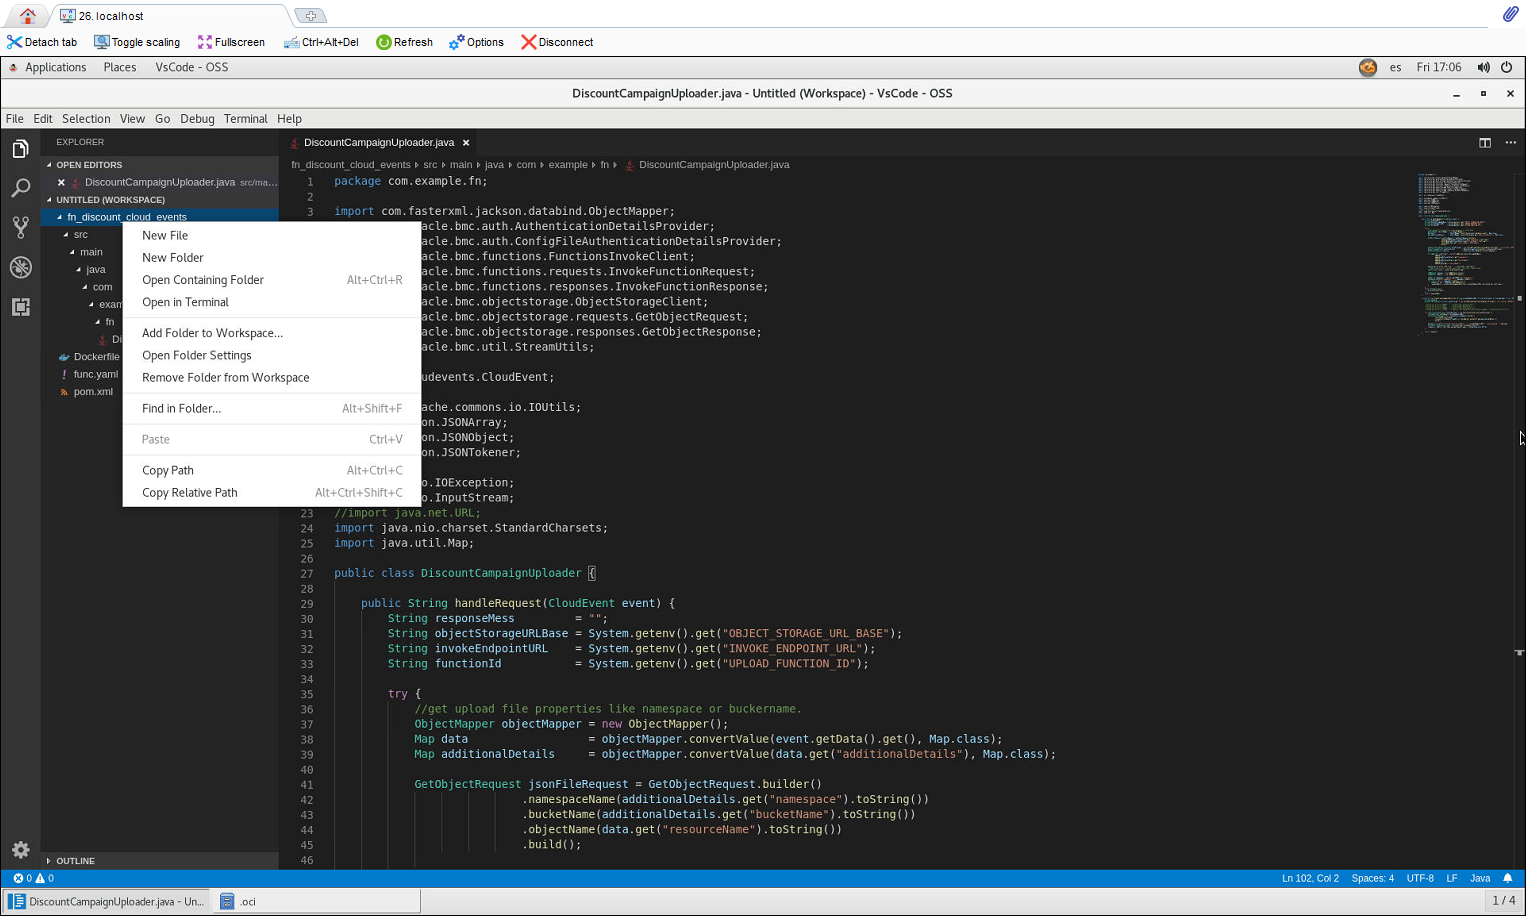 26. localhost
Detach tab Toggle scaling Fullscreen Ctrl+Alt+Del Refresh Options Disconnect
Applications Places VsCode - OSS es Fri 17:06
DiscountCampaignUploader.java - Untitled (Workspace) - VsCode - OSS
File Edit Selection View Go Debug Terminal Help
EXPLORER
OPEN EDITORS
DiscountCampaignUploader.java src/ma...
UNTITLED (WORKSPACE)
fn_discount_cloud_events
src
main
java
com
exam
fn
Di
Dockerfile
func.yaml
pom.xml
OUTLINE
New File
New Folder
Open Containing Folder Alt+Ctrl+R
Open in Terminal
Add Folder to Workspace...
Open Folder Settings
Remove Folder from Workspace
Find in Folder... Alt+Shift+F
Paste Ctrl+V
Copy Path Alt+Ctrl+C
Copy Relative Path Alt+Ctrl+Shift+C
DiscountCampaignUploader.java
fn_discount_cloud_events src main java com example fn DiscountCampaignUploader.java
1 package com.example.fn;
2
3 import com.fasterxml.jackson.databind.ObjectMapper;
acle.bmc.auth.AuthenticationDetailsProvider;
acle.bmc.auth.ConfigFileAuthenticationDetailsProvider;
acle.bmc.functions.FunctionsInvokeClient;
acle.bmc.functions.requests.InvokeFunctionRequest;
acle.bmc.functions.responses.InvokeFunctionResponse;
acle.bmc.objectstorage.ObjectStorageClient;
acle.bmc.objectstorage.requests.GetObjectRequest;
acle.bmc.objectstorage.responses.GetObjectResponse;
acle.bmc.util.StreamUtils;
udevents.CloudEvent;
ache.commons.io.IOUtils;
on.JSONArray;
on.JSONObject;
on.JSONTokener;
o.IOException;
o.InputStream;
23 //import java.net.URL;
24 import java.nio.charset.StandardCharsets;
25 import java.util.Map;
26
27 public class DiscountCampaignUploader {
28
29 public String handleRequest(CloudEvent event) {
30 String responseMess = "";
31 String objectStorageURLBase = System.getenv().get("OBJECT_STORAGE_URL_BASE");
32 String invokeEndpointURL = System.getenv().get("INVOKE_ENDPOINT_URL");
33 String functionId = System.getenv().get("UPLOAD_FUNCTION_ID");
34
35 try {
36 //get upload file properties like namespace or buckername.
37 ObjectMapper objectMapper = new ObjectMapper();
38 Map data = objectMapper.convertValue(event.getData().get(), Map.class);
39 Map additionalDetails = objectMapper.convertValue(data.get("additionalDetails"), Map.class);
40
41 GetObjectRequest jsonFileRequest = GetObjectRequest.builder()
42 .namespaceName(additionalDetails.get("namespace").toString())
43 .bucketName(additionalDetails.get("bucketName").toString())
44 .objectName(data.get("resourceName").toString())
45 .build();
46
0 0 Ln 102, Col 2 Spaces: 4 UTF-8 LF Java
DiscountCampaignUploader.java - Un... .oci 1 / 4